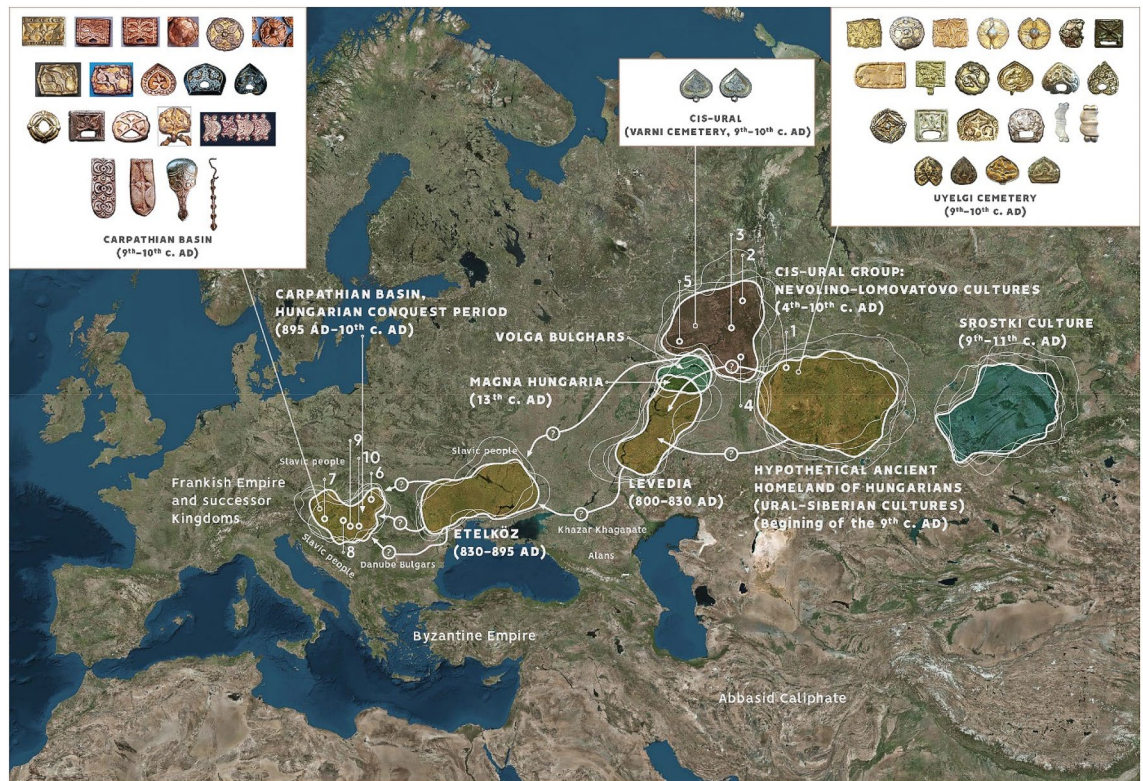 CARPATHIAN BASIN
(9th–10th c. AD)
CIS-URAL
(VARNI CEMETERY, 9th–10th c. AD)
UYELGI CEMETERY
(9th–10th c. AD)
CARPATHIAN BASIN,
HUNGARIAN CONQUEST PERIOD
(895 AD–10th c. AD)
3
2
5
CIS-URAL GROUP:
NEVOLINO-LOMOVATOVO CULTURES
(4th–10th c. AD)
1
SROSTKI CULTURE
(9th–11th c. AD)
VOLGA BULGHARS
MAGNA HUNGARIA
(13th c. AD)
?
4
?
?
9
10
Slavic people
6
7
Slavic people
Frankish Empire
and successor
Kingdoms
?
?
?
?
8
Slavic people
Danube Bulgars
ETELKÖZ
(830–895 AD)
LEVEDIA
(800–830 AD)
Khazar Khaganate
Alans
HYPOTHETICAL ANCIENT
HOMELAND OF HUNGARIANS
(URAL-SIBERIAN CULTURES)
(Begining of the 9th c. AD)
Byzantine Empire
Abbasid Caliphate